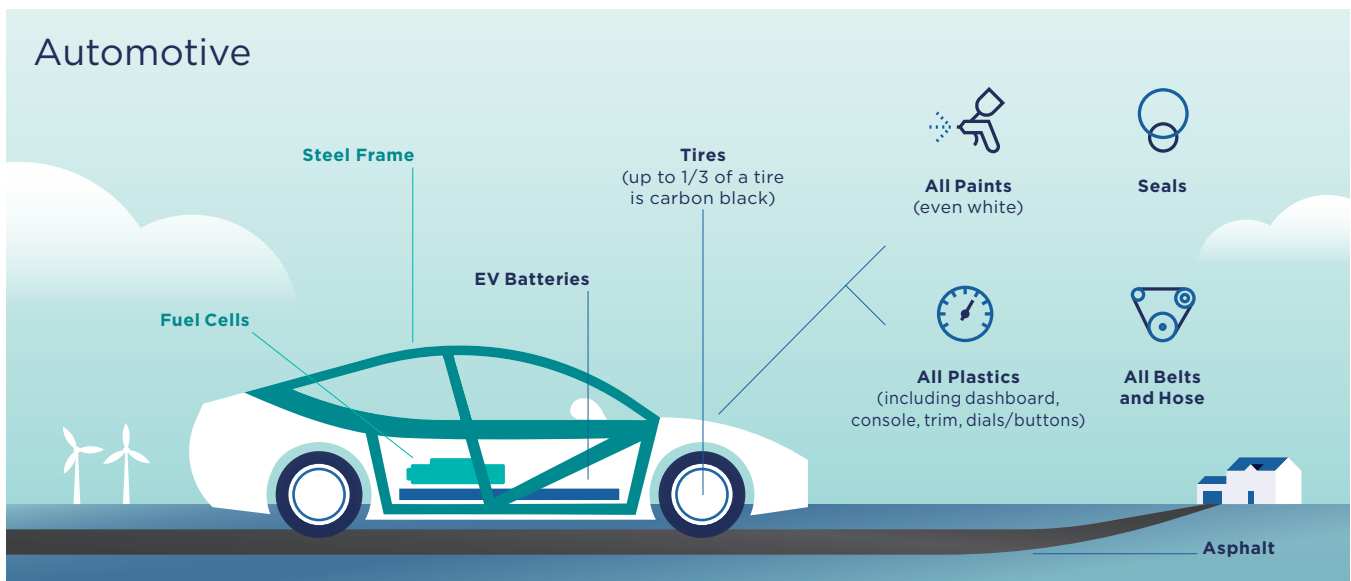 Automotive
Steel Frame
Tires
(up to 1/3 of a tire
is carbon black)
EV Batteries
Fuel Cells
All Paints
(even white)
Seals
All Plastics
(including dashboard,
console, trim, dials/buttons)
All Belts
and Hose
Asphalt